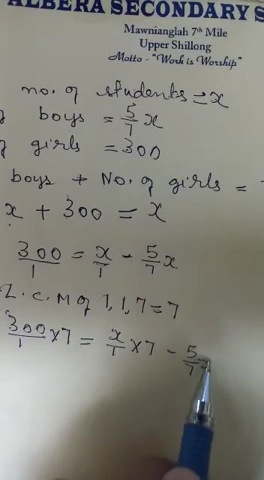 ALBERA SECONDARY S
Mawnianglah 7th Mile
Upper Shillong
Motto - "Work is Worship"
no. of students = x
boys = 5/7 x
girls = 300
boys + No. of girls =
x + 300 = x
300/1 = x/1 - 5/7 x
L.C.M of 1,1,7 = 7
300/1 × 7 = x/1 × 7 - 5/7